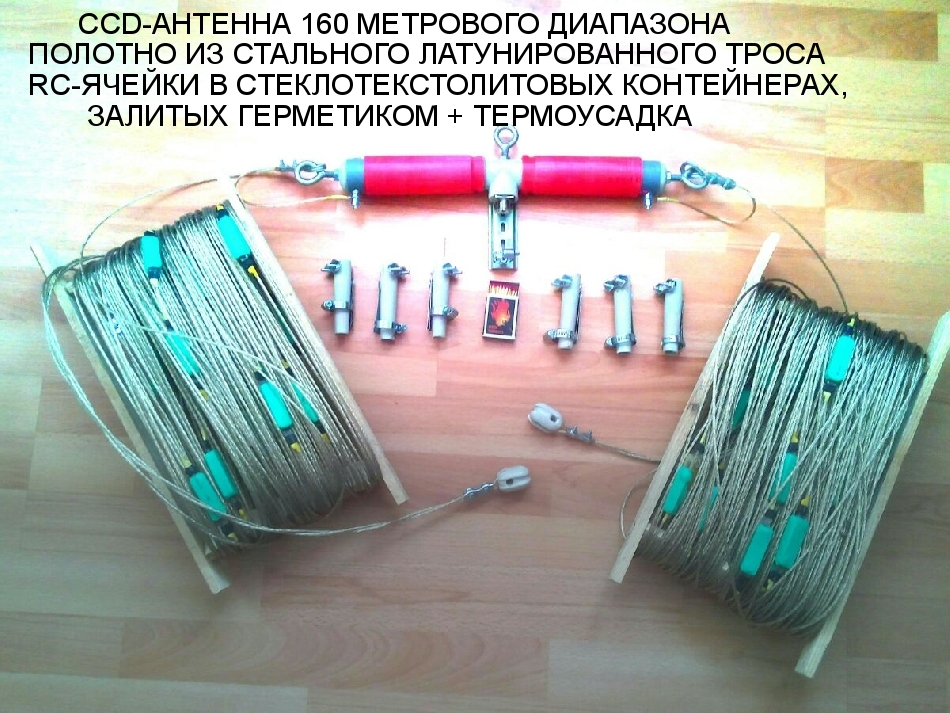 CCD-АНТЕННА 160 МЕТРОВОГО ДИАПАЗОНА
ПОЛОТНО ИЗ СТАЛЬНОГО ЛАТУНИРОВАННОГО ТРОСА
RC-ЯЧЕЙКИ В СТЕКЛОТЕКСТОЛИТОВЫХ КОНТЕЙНЕРАХ,
ЗАЛИТЫХ ГЕРМЕТИКОМ + ТЕРМОУСАДКА